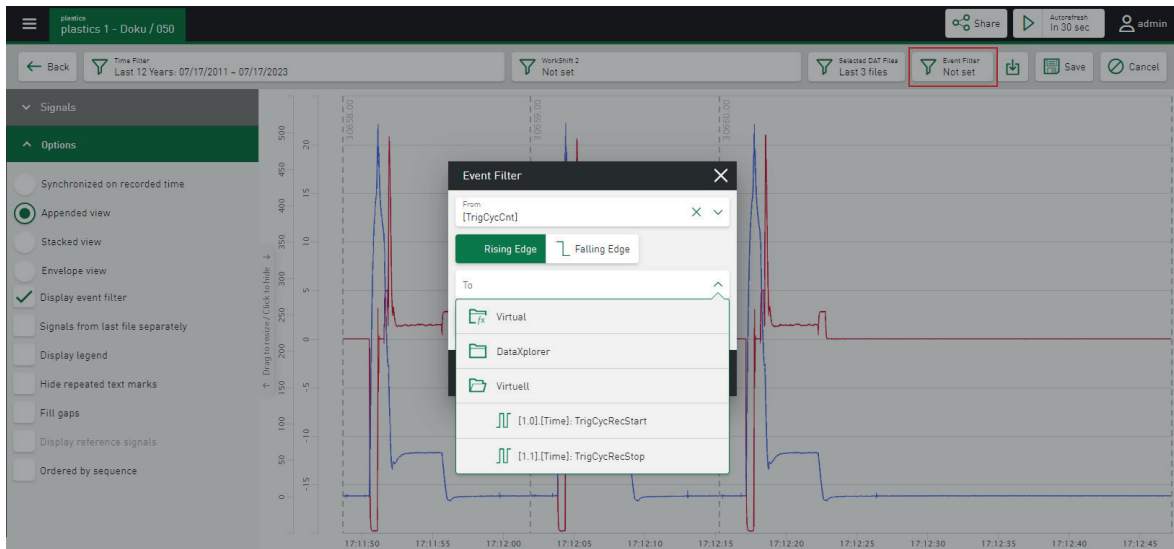 plastics
plastics 1 - Doku / 050
Share
Autorefresh
In 30 sec
admin
Back
Time Filter
Last 12 Years: 07/17/2011 - 07/17/2023
WorkShift 2
Not set
Selected DAT Files
Last 3 files
Event Filter
Not set
Save
Cancel
Signals
Options
Synchronized on recorded time
Appended view
Stacked view
Envelope view
Display event filter
Signals from last file separately
Display legend
Hide repeated text marks
Fill gaps
Display reference signals
Ordered by sequence
↑ Drag to resize / Click to hide ↓
500
450
400
350
300
250
200
150
100
50
0
20
15
10
5
0
-5
-10
-15
30658.00
30659.00
30660.00
Event Filter
From
[TrigCycCnt]
Rising Edge
Falling Edge
To
Virtual
DataXplorer
Virtuell
[1.0].[Time]: TrigCycRecStart
[1.1].[Time]: TrigCycRecStop
17:11:50
17:11:55
17:12:00
17:12:05
17:12:10
17:12:15
17:12:20
17:12:25
17:12:30
17:12:35
17:12:40
17:12:45